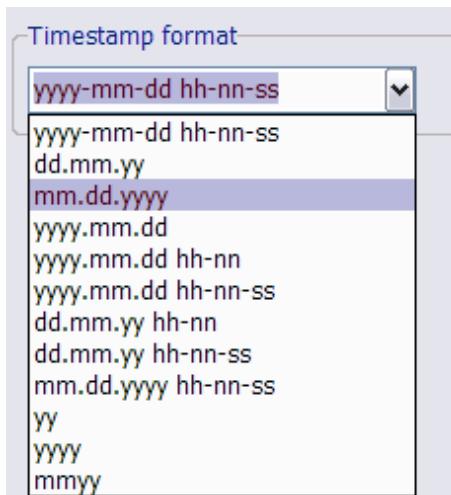 Timestamp format
yyyy-mm-dd hh-nn-ss
yyyy-mm-dd hh-nn-ss
dd.mm.yy
mm.dd.yyyy
yyyy.mm.dd
yyyy.mm.dd hh-nn
yyyy.mm.dd hh-nn-ss
dd.mm.yy hh-nn
dd.mm.yy hh-nn-ss
mm.dd.yyyy hh-nn-ss
yy
yyyy
mmyy